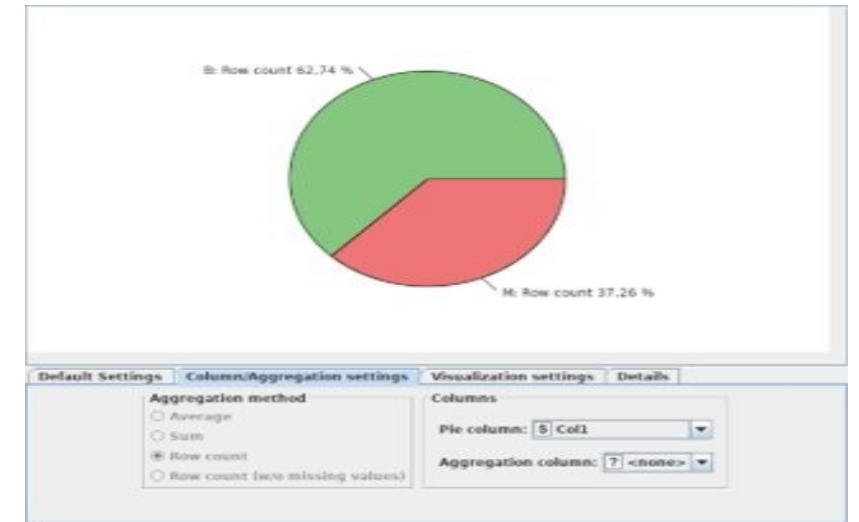 B: Row count 62,74 %
M: Row count 37,26 %
Default Settings Column/Aggregation settings Visualization settings Details
Aggregation method
Average
Sum
Row count
Row count (w/o missing values)
Columns
Pie column: S Col1
Aggregation column: ? <none>